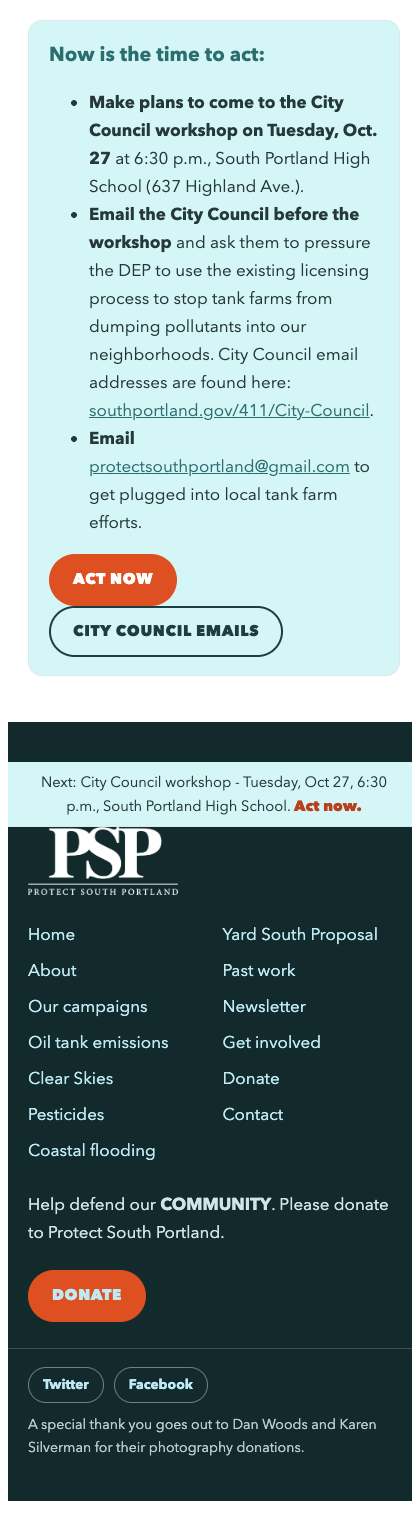 Now is the time to act:
Make plans to come to the City
Council workshop on Tuesday, Oct.
27 at 6:30 p.m., South Portland High
School (637 Highland Ave.).
Email the City Council before the
workshop and ask them to pressure
the DEP to use the existing licensing
process to stop tank farms from
dumping pollutants into our
neighborhoods. City Council email
addresses are found here:
southportland.gov/411/City-Council.
Email
protectsouthportland@gmail.com to
get plugged into local tank farm
efforts.
ACT NOW
CITY COUNCIL EMAILS
Next: City Council workshop - Tuesday, Oct 27, 6:30
p.m., South Portland High School. Act now.
PSP
PROTECT SOUTH PORTLAND
Home
About
Our campaigns
Oil tank emissions
Clear Skies
Pesticides
Coastal flooding
Yard South Proposal
Past work
Newsletter
Get involved
Donate
Contact
Help defend our COMMUNITY. Please donate
to Protect South Portland.
DONATE
Twitter
Facebook
A special thank you goes out to Dan Woods and Karen
Silverman for their photography donations.